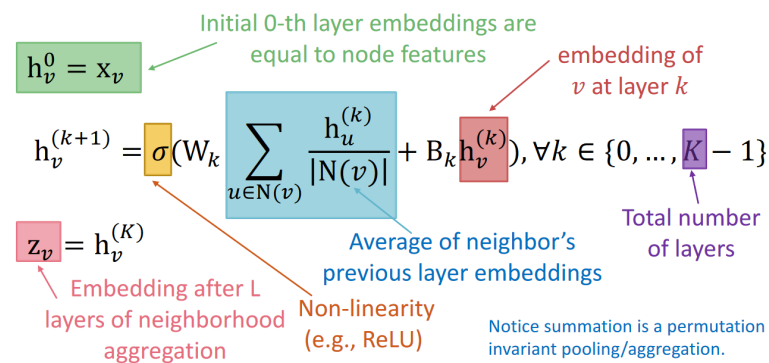 Initial 0-th layer embeddings are
equal to node features
embedding of
𝑣 at layer 𝑘
h_𝑣^0 = x_𝑣
h_𝑣^(𝑘+1) = 𝜎(W_𝑘 ∑_{𝑢∈N(𝑣)} h_𝑢^(𝑘) / |N(𝑣)| + B_𝑘 h_𝑣^(𝑘)), ∀𝑘 ∈ {0, …, 𝐾 − 1}
Total number
of layers
z_𝑣 = h_𝑣^(𝐾)
Average of neighbor’s
previous layer embeddings
Embedding after L
layers of neighborhood
aggregation
Non-linearity
(e.g., ReLU)
Notice summation is a permutation
invariant pooling/aggregation.